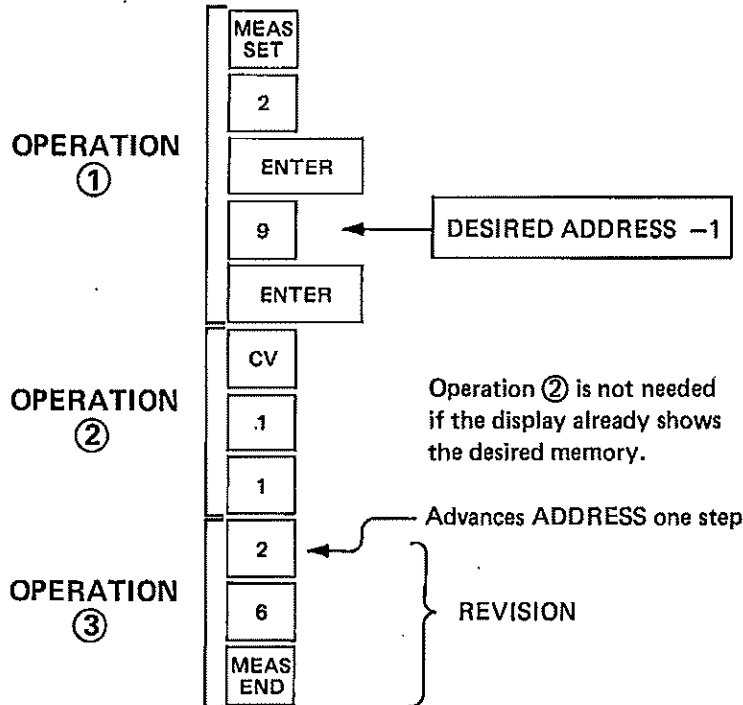 MEAS
SET
2
OPERATION
①
ENTER
9
DESIRED ADDRESS −1
ENTER
CV
OPERATION
②
.1
1
Operation ② is not needed
if the display already shows
the desired memory.
2
Advances ADDRESS one step
OPERATION
③
6
REVISION
MEAS
END